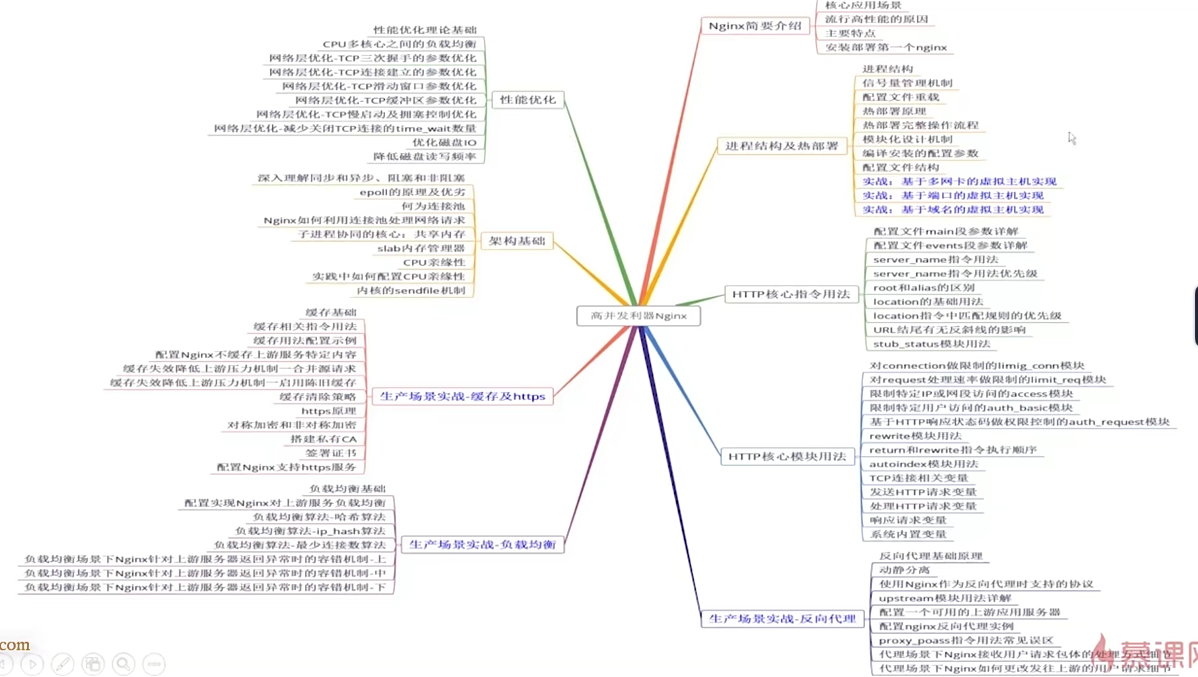 高并发利器Nginx
Nginx简要介绍
核心应用场景
流行高性能的原因
主要特点
安装部署第一个nginx
进程结构及热部署
进程结构
信号量管理机制
配置文件重载
热部署原理
热部署完整操作流程
模块化设计机制
编译安装的配置参数
配置文件结构
实战：基于多网卡的虚拟主机实现
实战：基于端口的虚拟主机实现
实战：基于域名的虚拟主机实现
HTTP核心指令用法
配置文件main段参数详解
配置文件events段参数详解
server_name指令用法
server_name指令用法优先级
root和alias的区别
location的基础用法
location指令中匹配规则的优先级
URL结尾有无反斜线的影响
stub_status模块用法
HTTP核心模块用法
对connection做限制的limig_conn模块
对request处理速率做限制的limit_req模块
限制特定IP或网段访问的access模块
限制特定用户访问的auth_basic模块
基于HTTP响应状态码做权限控制的auth_request模块
rewrite模块用法
return和rewrite指令执行顺序
autoindex模块用法
TCP连接相关变量
发送HTTP请求变量
处理HTTP请求变量
响应请求变量
系统内置变量
生产场景实战-反向代理
反向代理基础原理
动静分离
使用Nginx作为反向代理时支持的协议
upstream模块用法详解
配置一个可用的上游应用服务器
配置nginx反向代理实例
proxy_poass指令用法常见误区
代理场景下Nginx接收用户请求包体的处理方式细节
代理场景下Nginx如何更改发往上游的用户请求细节
性能优化
性能优化理论基础
CPU多核心之间的负载均衡
网络层优化-TCP三次握手的参数优化
网络层优化-TCP连接建立的参数优化
网络层优化-TCP滑动窗口参数优化
网络层优化-TCP缓冲区参数优化
网络层优化-TCP慢启动及拥塞控制优化
网络层优化-减少关闭TCP连接的time_wait数量
优化磁盘IO
降低磁盘读写频率
架构基础
深入理解同步和异步、阻塞和非阻塞
epoll的原理及优劣
何为连接池
Nginx如何利用连接池处理网络请求
子进程协同的核心：共享内存
slab内存管理器
CPU亲缘性
实践中如何配置CPU亲缘性
内核的sendfile机制
生产场景实战-缓存及https
缓存基础
缓存相关指令用法
缓存用法配置示例
配置Nginx不缓存上游服务特定内容
缓存失效降低上游压力机制一合并源请求
缓存失效降低上游压力机制一启用陈旧缓存
缓存清除策略
https原理
对称加密和非对称加密
搭建私有CA
签署证书
配置Nginx支持https服务
生产场景实战-负载均衡
负载均衡基础
配置实现Nginx对上游服务负载均衡
负载均衡算法-哈希算法
负载均衡算法-ip_hash算法
负载均衡算法-最少连接数算法
负载均衡场景下Nginx针对上游服务器返回异常时的容错机制-上
负载均衡场景下Nginx针对上游服务器返回异常时的容错机制-中
负载均衡场景下Nginx针对上游服务器返回异常时的容错机制-下
com
慕课网